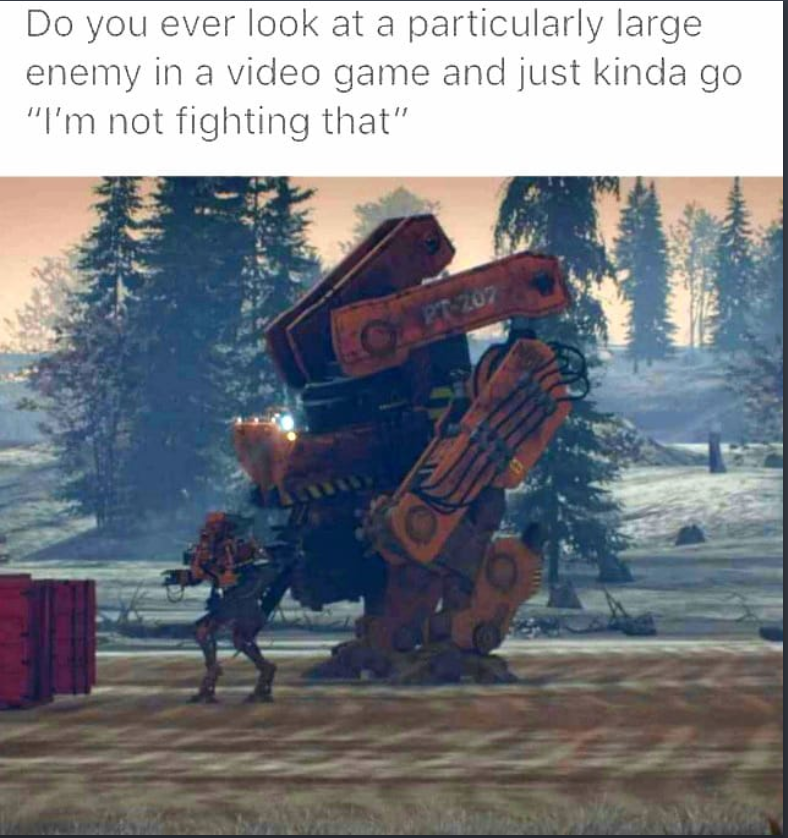 Do you ever look at a particularly large
enemy in a video game and just kinda go
“I’m not fighting that”
PT-207